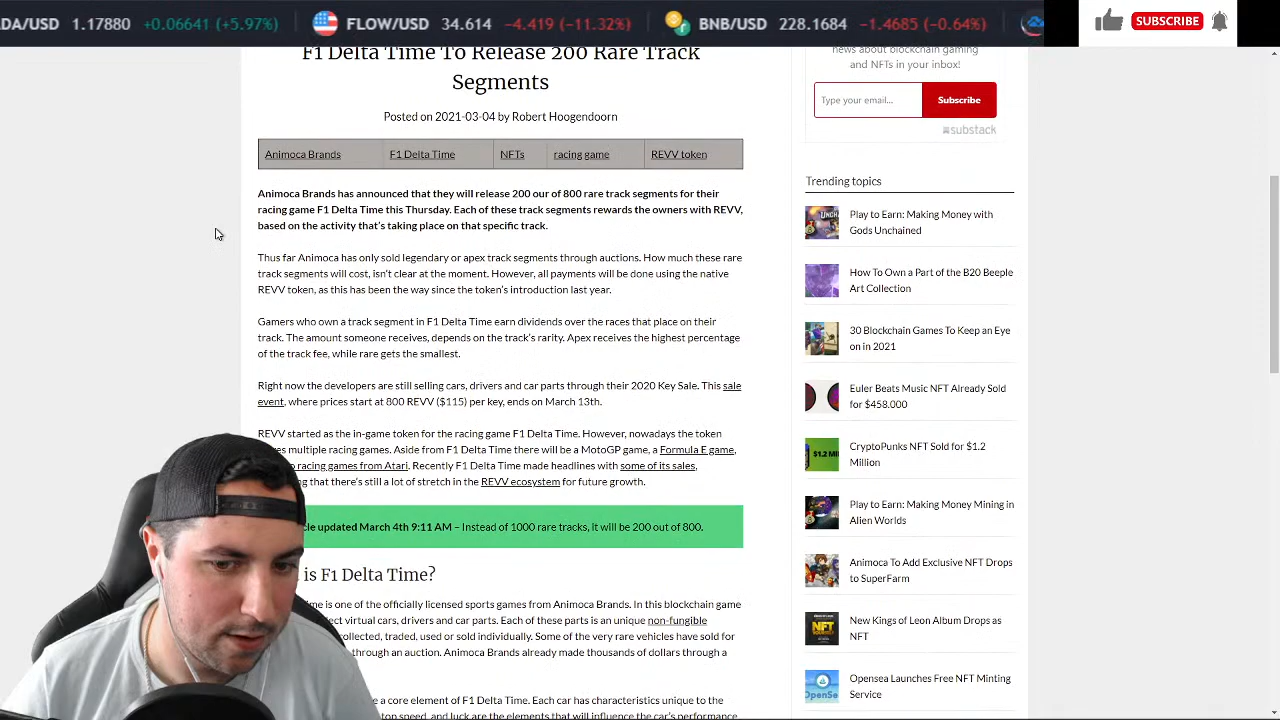 DA/USD 1.17880 +0.06641 (+5.97%) FLOW/USD 34.614 −4.419 (−11.32%) BNB/USD 228.1684 −1.4685 (−0.64%)
SUBSCRIBE
F1 Delta Time To Release 200 Rare Track
Segments
Posted on 2021-03-04 by Robert Hoogendoorn
Animoca Brands F1 Delta Time NFTs racing game REVV token
Animoca Brands has announced that they will release 200 our of 800 rare track segments for their
racing game F1 Delta Time this Thursday. Each of these track segments rewards the owners with REVV,
based on the activity that's taking place on that specific track.
Thus far Animoca has only sold legendary or apex track segments through auctions. How much these rare
track segments will cost, isn't clear at the moment. However, all payments will be done using the native
REVV token, as this has been the way since the token's introduction last year.
Gamers who own a track segment in F1 Delta Time earn dividends over the races that place on their
track. The amount someone receives, depends on the track's rarity. Apex receives the highest percentage
of the track fee, while rare gets the smallest.
Right now the developers are still selling cars, drivers and car parts through their 2020 Key Sale. This sale
event, where prices start at 800 REVV ($115) per key, ends on March 13th.
REVV started as the in-game token for the racing game F1 Delta Time. However, nowadays the token
es multiple racing games. Aside from F1 Delta Time there will be a MotoGP game, a Formula E game,
racing games from Atari. Recently F1 Delta Time made headlines with some of its sales,
ng that there's still a lot of stretch in the REVV ecosystem for future growth.
le updated March 4th 9:11 AM – Instead of 1000 rare tracks, it will be 200 out of 800.
is F1 Delta Time?
me is one of the officially licensed sports games from Animoca Brands. In this blockchain game
ect virtual cars, drivers and car parts. Each of these parts is an unique non-fungible
collected, traded, used or sold individually. Some of the very rare vehicles have sold for
through an auction. Animoca Brands already made thousands of dollars through a
e a core element of F1 Delta Time. Each car has characteristics unique to the
top speed, and luck are the elements that will influence the car's performance
news about blockchain gaming
and NFTs in your inbox!
Type your email... Subscribe
substack
Trending topics
Play to Earn: Making Money with
Gods Unchained
How To Own a Part of the B20 Beeple
Art Collection
30 Blockchain Games To Keep an Eye
on in 2021
Euler Beats Music NFT Already Sold
for $458.000
$1.2 MI
CryptoPunks NFT Sold for $1.2
Million
Play to Earn: Making Money Mining in
Alien Worlds
Animoca To Add Exclusive NFT Drops
to SuperFarm
NFT
New Kings of Leon Album Drops as
NFT
OpenSe
Opensea Launches Free NFT Minting
Service